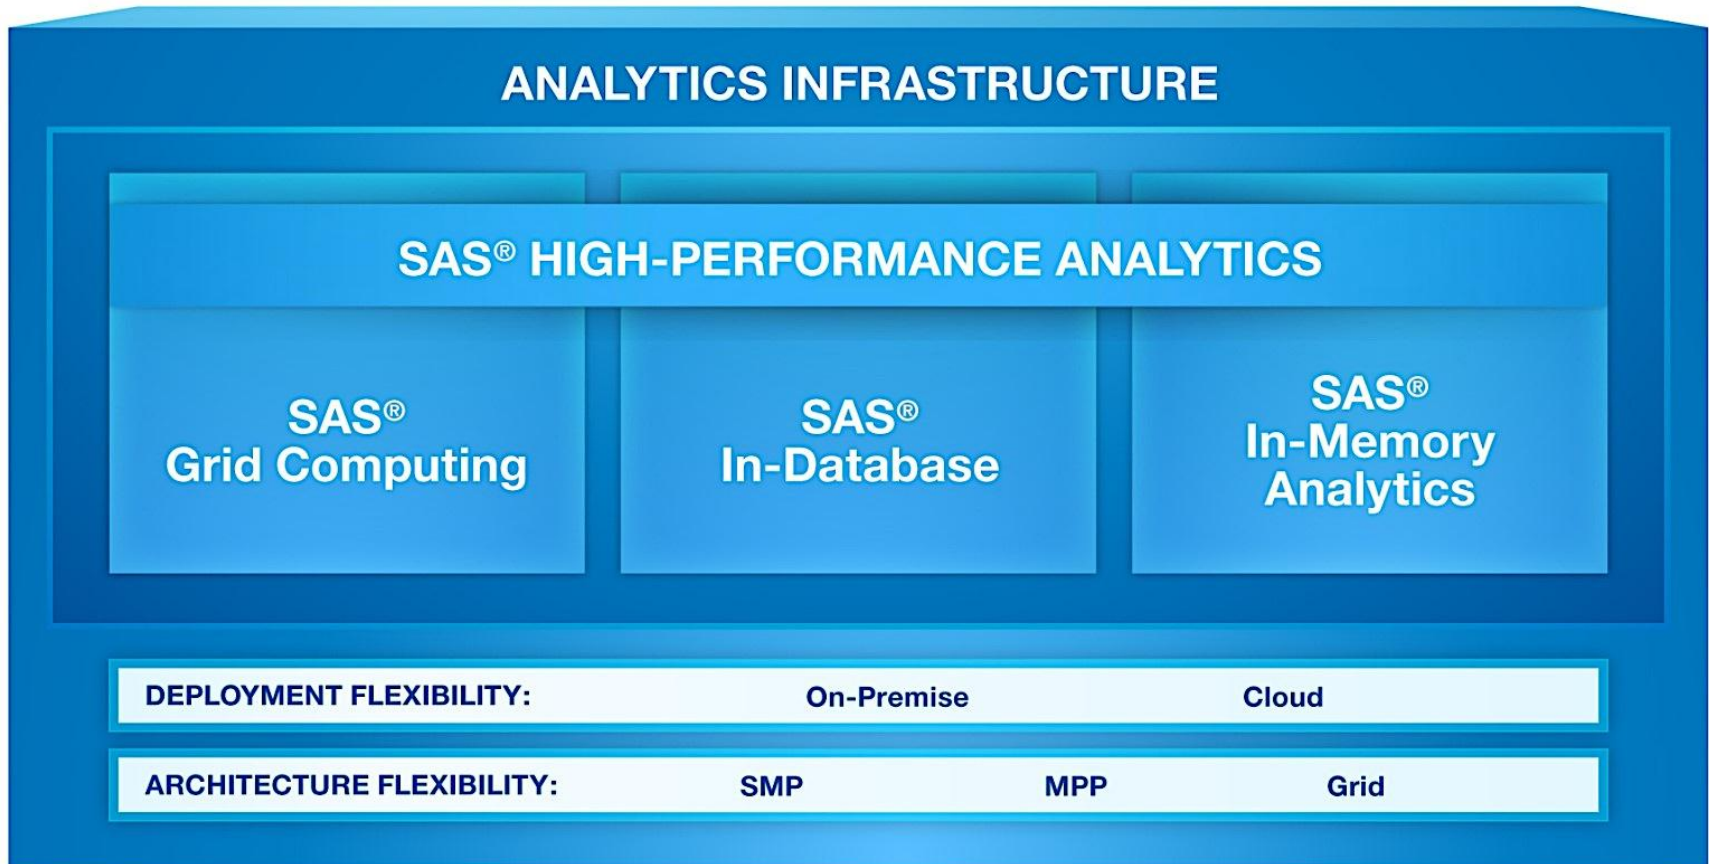 ANALYTICS INFRASTRUCTURE
SAS® HIGH-PERFORMANCE ANALYTICS
SAS®
Grid Computing
SAS®
In-Database
SAS®
In-Memory
Analytics
DEPLOYMENT FLEXIBILITY: On-Premise Cloud
ARCHITECTURE FLEXIBILITY: SMP MPP Grid